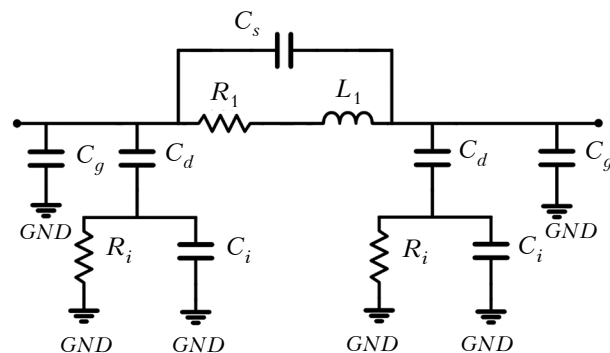 C_s
R_1 L_1
C_g C_d C_d C_g
GND R_i C_i R_i C_i GND
GND GND GND GND